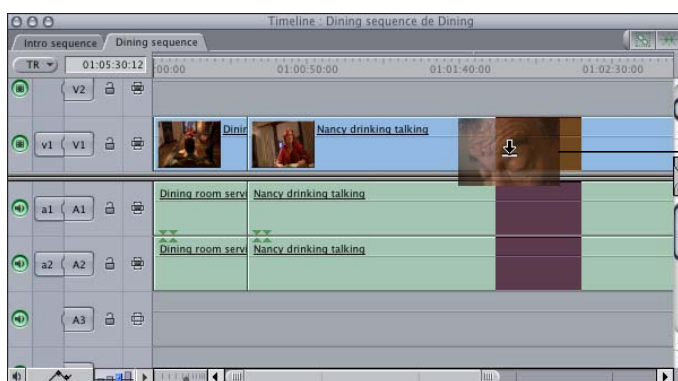 Timeline : Dining sequence de Dining
Intro sequence Dining sequence
TR 01:05:30:12 00:00 01:00:50:00 01:01:40:00 01:02:30:00
V2
v1 V1 Dinin Nancy drinking talking
a1 A1 Dining room servi Nancy drinking talking
a2 A2 Dining room servi Nancy drinking talking
A3